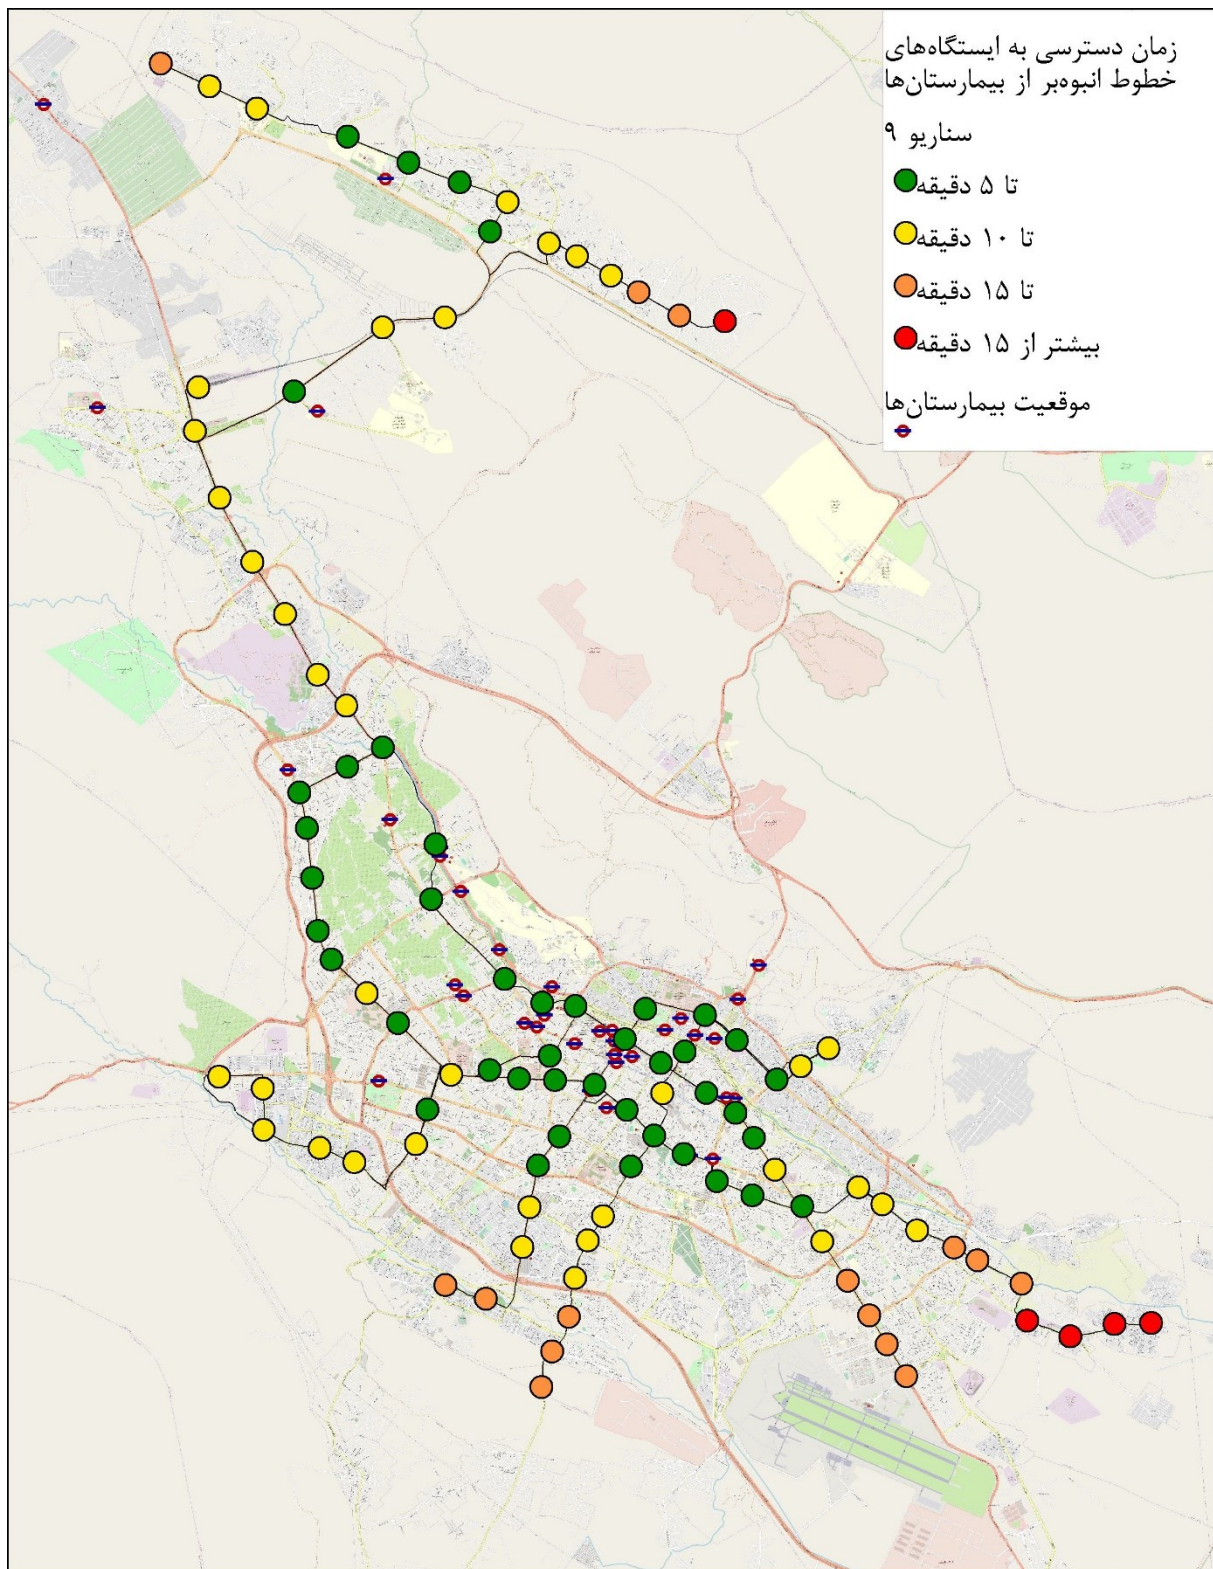 زمان دسترسی به ایستگاه‌های
خطوط انبوه‌بر از بیمارستان‌ها
سناریو ۹
تا ۵ دقیقه
تا ۱۰ دقیقه
تا ۱۵ دقیقه
بیشتر از ۱۵ دقیقه
موقعیت بیمارستان‌ها